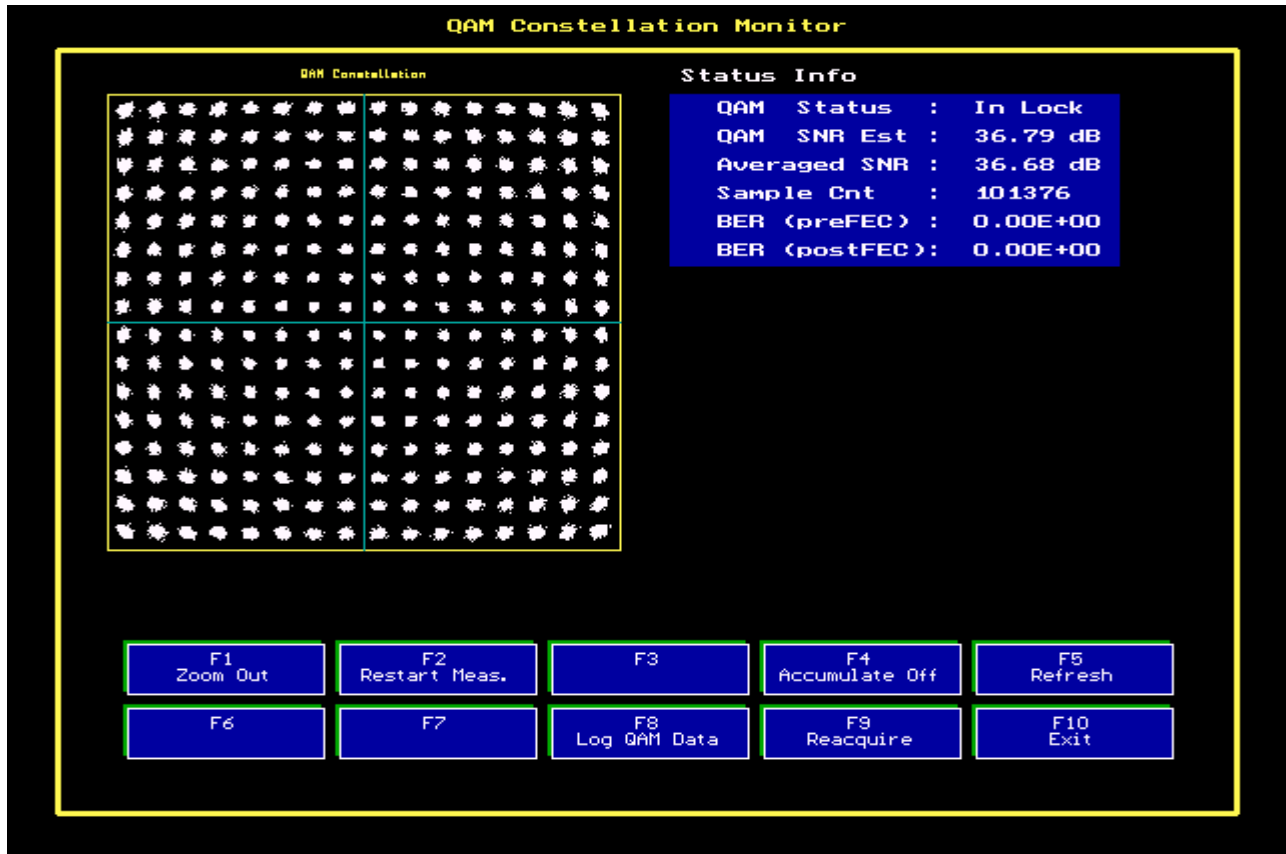 QAM Constellation Monitor
QAM Constellation
Status Info
QAM Status : In Lock
QAM SNR Est : 36.79 dB
Averaged SNR : 36.68 dB
Sample Cnt : 101376
BER (preFEC) : 0.00E+00
BER (postFEC): 0.00E+00
F1
Zoom Out
F2
Restart Meas.
F3
F4
Accumulate Off
F5
Refresh
F6
F7
F8
Log QAM Data
F9
Reacquire
F10
Exit